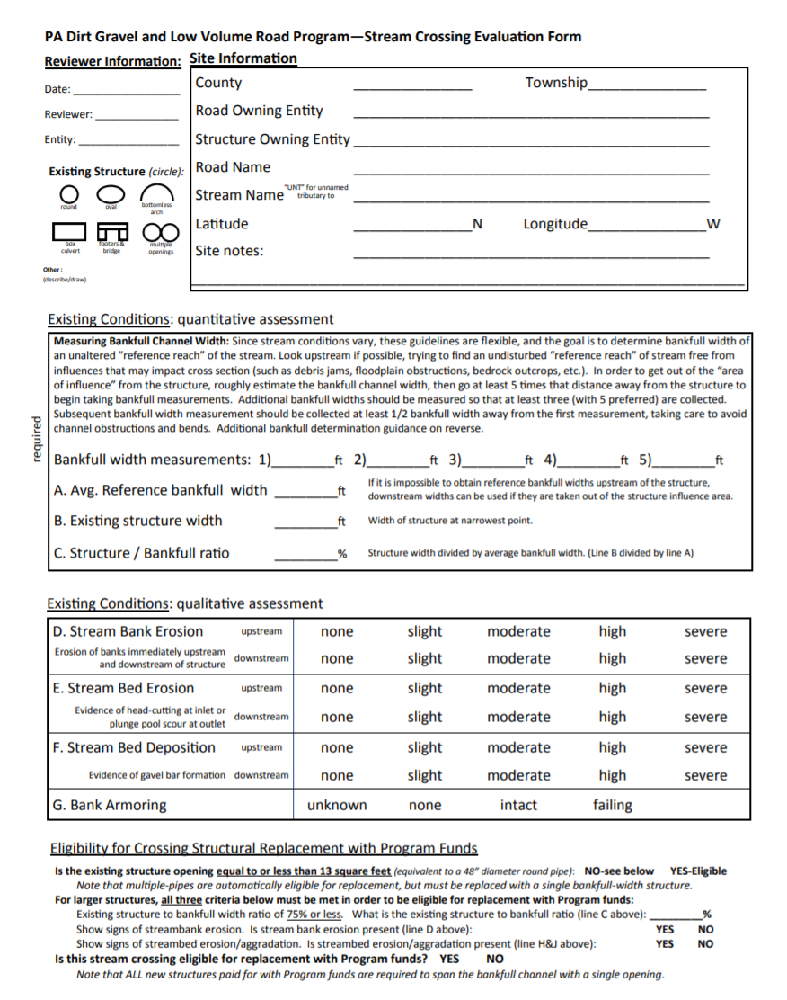 PA Dirt Gravel and Low Volume Road Program—Stream Crossing Evaluation Form
Reviewer Information:
Date: __________________
Reviewer: ______________
Entity: _________________
Existing Structure (circle):
round
oval
bottomless
arch
box
culvert
footers &
bridge
multiple
openings
Other :
(describe/draw)
Site Information
County _______________ Township_______________
Road Owning Entity _____________________________________________
Structure Owning Entity _____________________________________________
Road Name _____________________________________________
Stream Name "UNT" for unnamed
tributary to _____________________________________________
Latitude _______________N Longitude_______________W
Site notes: _____________________________________________
______________________________________________________________________
Existing Conditions: quantitative assessment
required
Measuring Bankfull Channel Width: Since stream conditions vary, these guidelines are flexible, and the goal is to determine bankfull width of
an unaltered “reference reach” of the stream. Look upstream if possible, trying to find an undisturbed “reference reach” of stream free from
influences that may impact cross section (such as debris jams, floodplain obstructions, bedrock outcrops, etc.). In order to get out of the “area
of influence” from the structure, roughly estimate the bankfull channel width, then go at least 5 times that distance away from the structure to
begin taking bankfull measurements. Additional bankfull widths should be measured so that at least three (with 5 preferred) are collected.
Subsequent bankfull width measurement should be collected at least 1/2 bankfull width away from the first measurement, taking care to avoid
channel obstructions and bends. Additional bankfull determination guidance on reverse.
Bankfull width measurements: 1)________ft 2)________ft 3)________ft 4)________ft 5)________ft
A. Avg. Reference bankfull width ________ft If it is impossible to obtain reference bankfull widths upstream of the structure,
downstream widths can be used if they are taken out of the structure influence area.
B. Existing structure width ________ft Width of structure at narrowest point.
C. Structure / Bankfull ratio ________% Structure width divided by average bankfull width. (Line B divided by line A)
Existing Conditions: qualitative assessment
D. Stream Bank Erosion upstream none slight moderate high severe
Erosion of banks immediately upstream
and downstream of structure downstream none slight moderate high severe
E. Stream Bed Erosion upstream none slight moderate high severe
Evidence of head-cutting at inlet or
plunge pool scour at outlet downstream none slight moderate high severe
F. Stream Bed Deposition upstream none slight moderate high severe
Evidence of gavel bar formation downstream none slight moderate high severe
G. Bank Armoring unknown none intact failing
Eligibility for Crossing Structural Replacement with Program Funds
Is the existing structure opening equal to or less than 13 square feet (equivalent to a 48” diameter round pipe): NO-see below YES-Eligible
Note that multiple-pipes are automatically eligible for replacement, but must be replaced with a single bankfull-width structure.
For larger structures, all three criteria below must be met in order to be eligible for replacement with Program funds:
Existing structure to bankfull width ratio of 75% or less. What is the existing structure to bankfull ratio (line C above): _________%
Show signs of streambank erosion. Is stream bank erosion present (line D above): YES NO
Show signs of streambed erosion/aggradation. Is streambed erosion/aggradation present (line H&J above): YES NO
Is this stream crossing eligible for replacement with Program funds? YES NO
Note that ALL new structures paid for with Program funds are required to span the bankfull channel with a single opening.